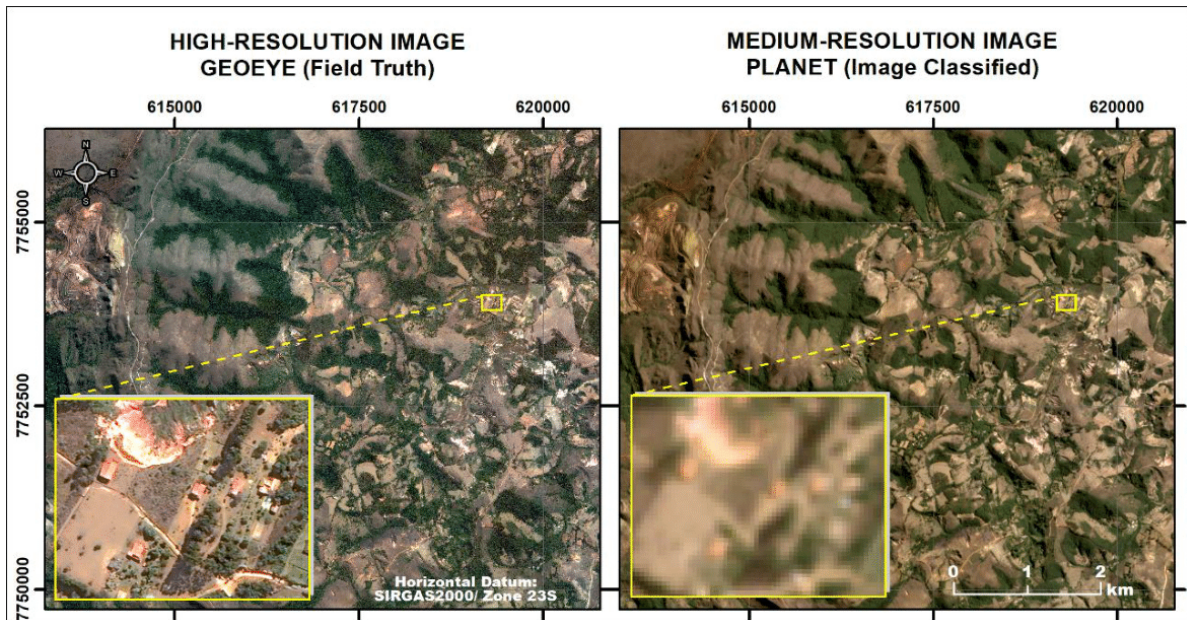 HIGH-RESOLUTION IMAGE
GEOEYE (Field Truth)
615000 617500 620000
N
W E
S
7755000
7752500
7750000
Horizontal Datum:
SIRGAS2000/ Zone 23S
MEDIUM-RESOLUTION IMAGE
PLANET (Image Classified)
615000 617500 620000
0 1 2
km